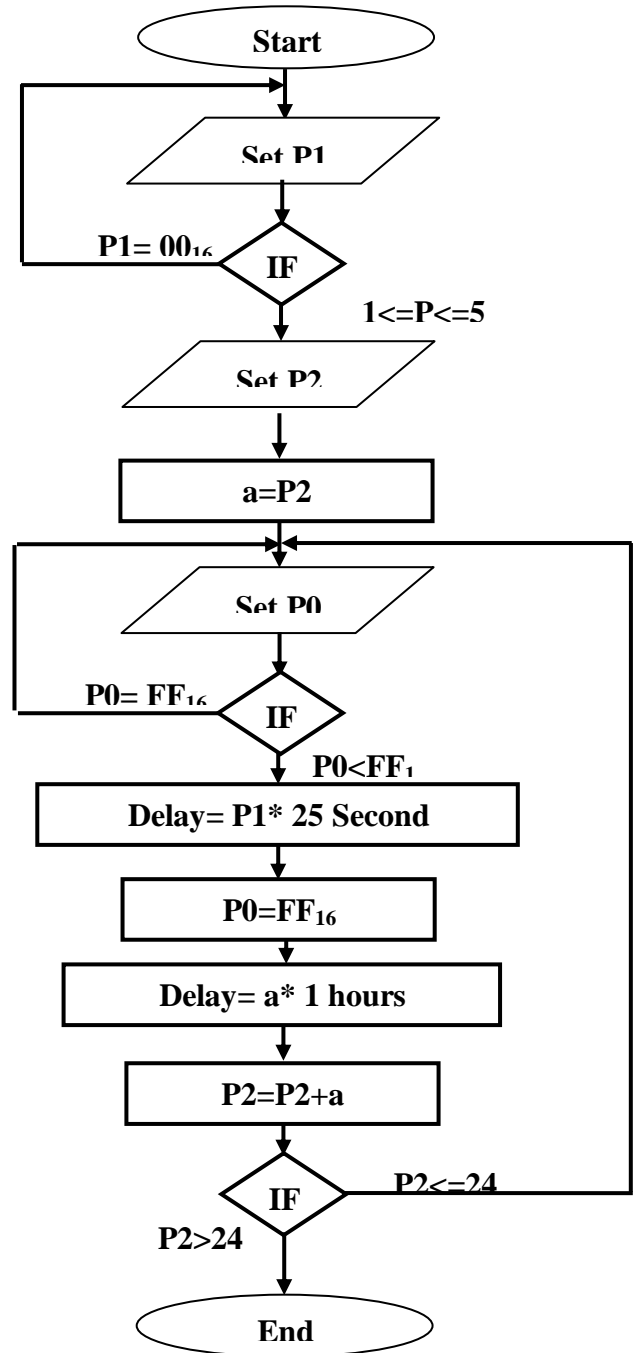 Start
Set P1
P1= 00₁₆
IF
1<=P<=5
Set P2
a=P2
Set P0
P0= FF₁₆
IF
P0<FF₁
Delay= P1* 25 Second
P0=FF₁₆
Delay= a* 1 hours
P2=P2+a
IF
P2<=24
P2>24
End